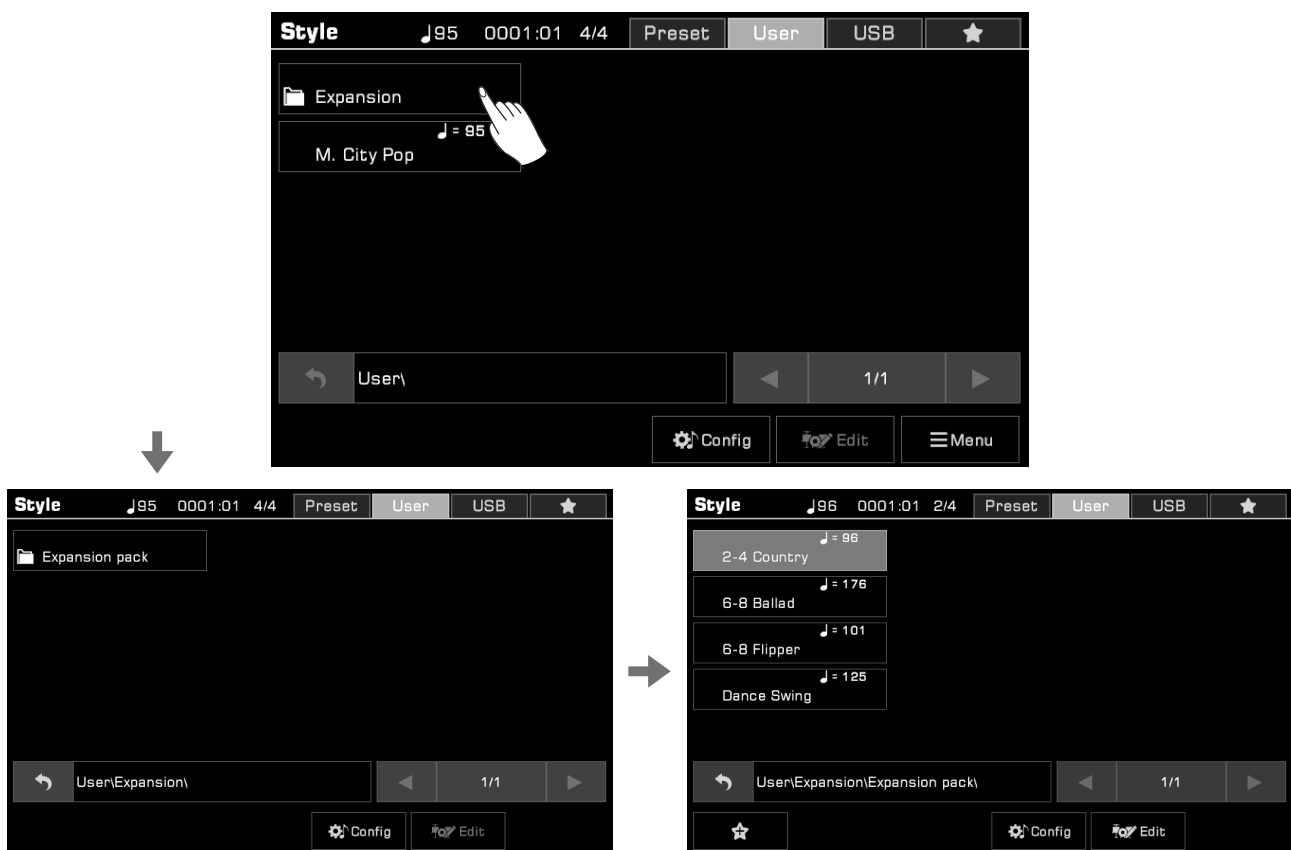 Style 95 0001:01 4/4 Preset User USB
Expansion
= 95
M. City Pop
User\ 1/1
Config Edit Menu
Style 95 0001:01 4/4 Preset User USB
Expansion pack
User\Expansion\ 1/1
Config Edit
Style 96 0001:01 2/4 Preset User USB
= 96
2-4 Country
= 176
6-8 Ballad
= 101
6-8 Flipper
= 125
Dance Swing
User\Expansion\Expansion pack\ 1/1
Config Edit